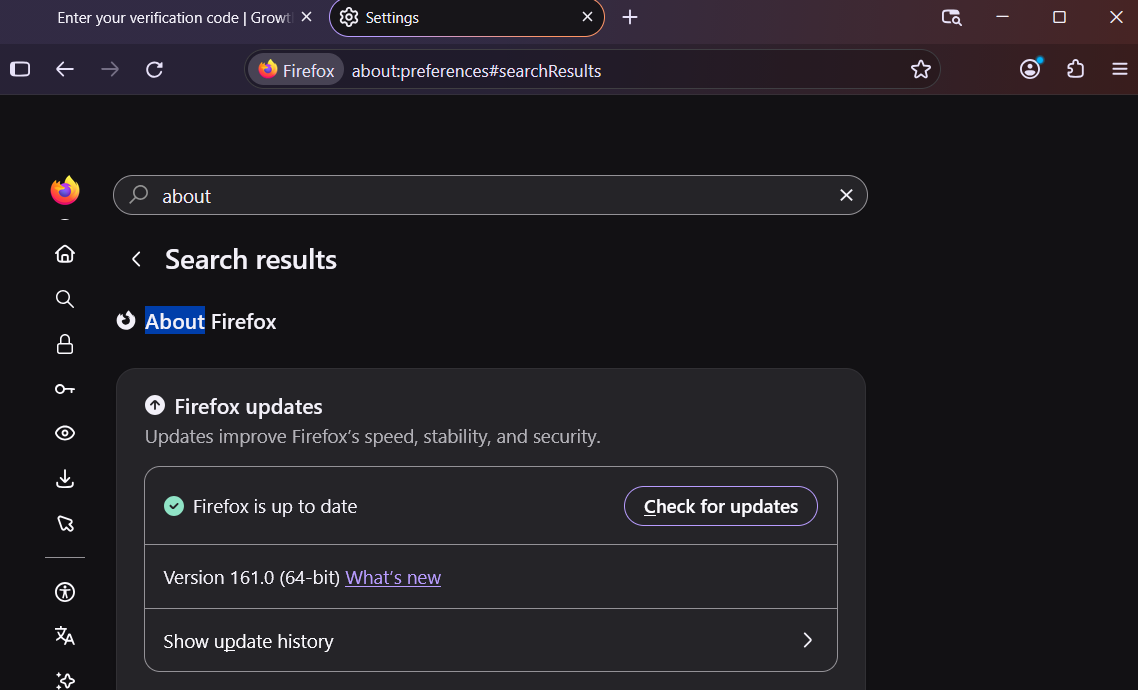 Enter your verification code | Growt
Settings
Firefox
about:preferences#searchResults
about
Search results
About Firefox
Firefox updates
Updates improve Firefox’s speed, stability, and security.
Firefox is up to date
Check for updates
Version 161.0 (64-bit) What’s new
Show update history